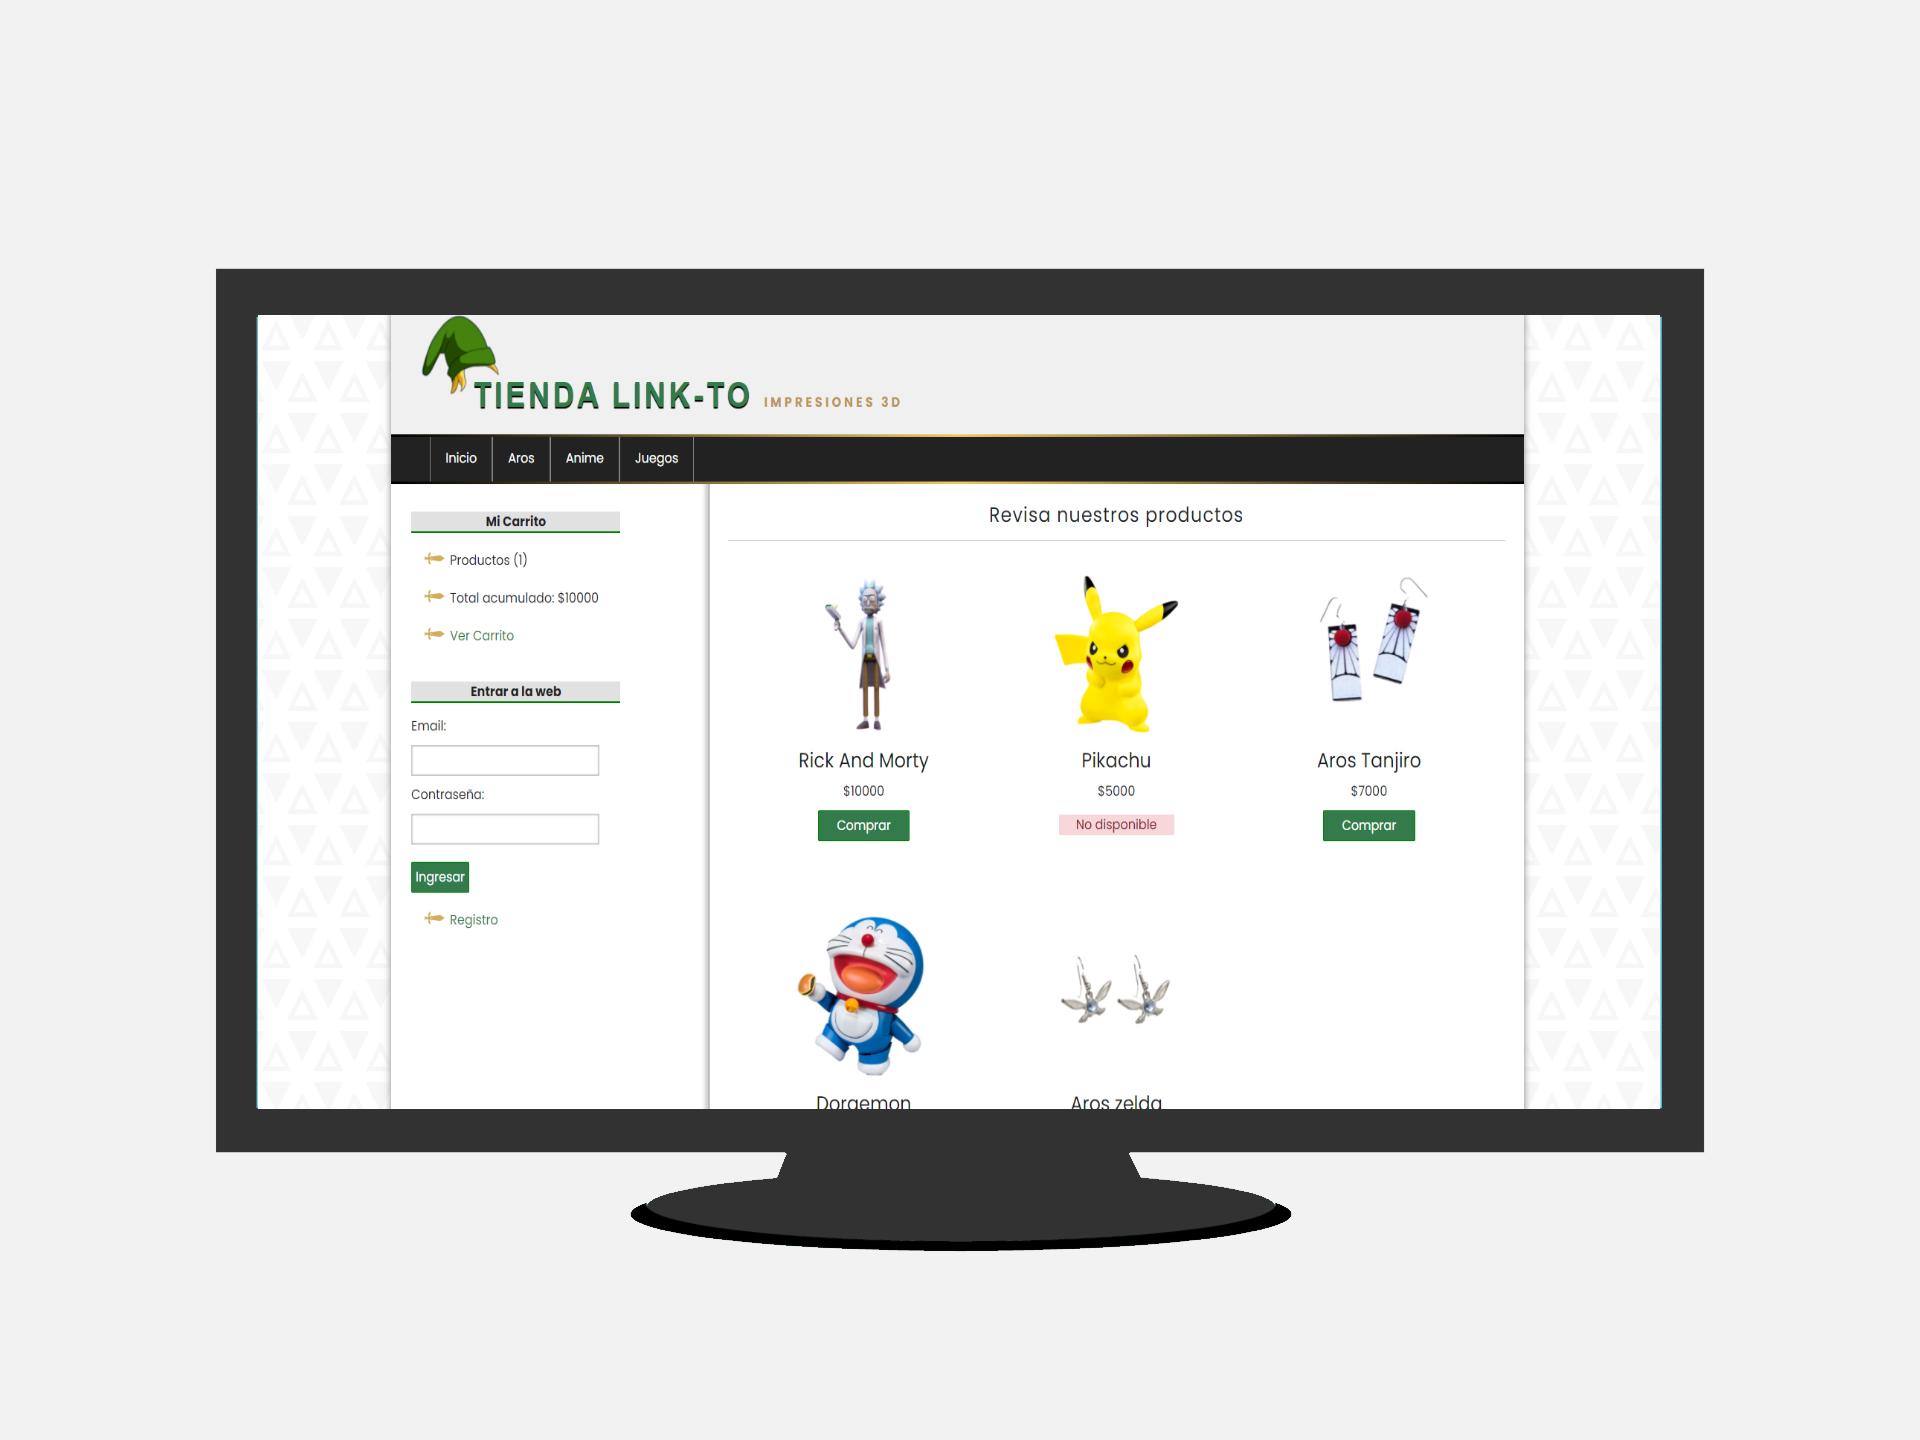 TIENDA LINK-TO IMPRESIONES 3D
Inicio Aros Anime Juegos
Mi Carrito
Productos (1)
Total acumulado: $10000
Ver Carrito
Entrar a la web
Email:
Contraseña:
Ingresar
Registro
Revisa nuestros productos
Rick And Morty
$10000
Comprar
Pikachu
$5000
No disponible
Aros Tanjiro
$7000
Comprar
Doraemon
Aros zelda